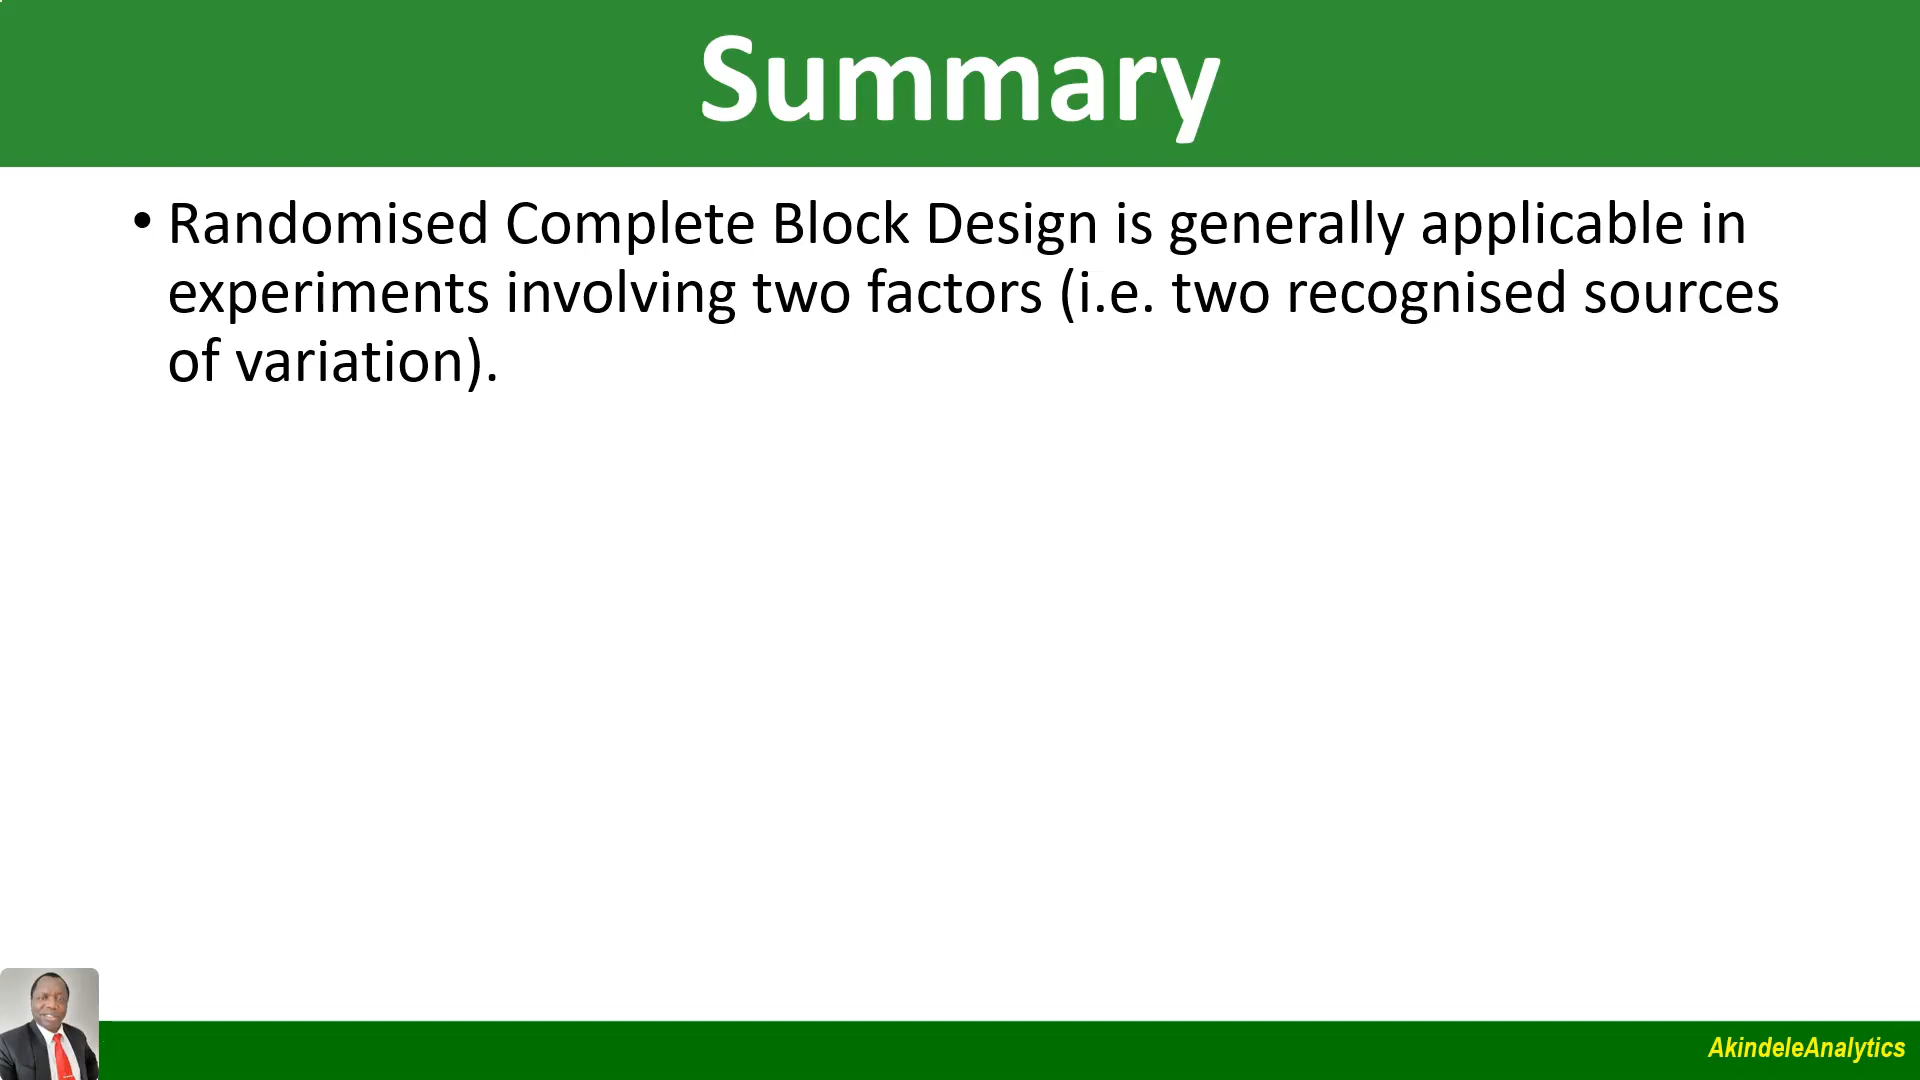 Summary
• Randomised Complete Block Design is generally applicable in
experiments involving two factors (i.e. two recognised sources
of variation).
AkindeleAnalytics